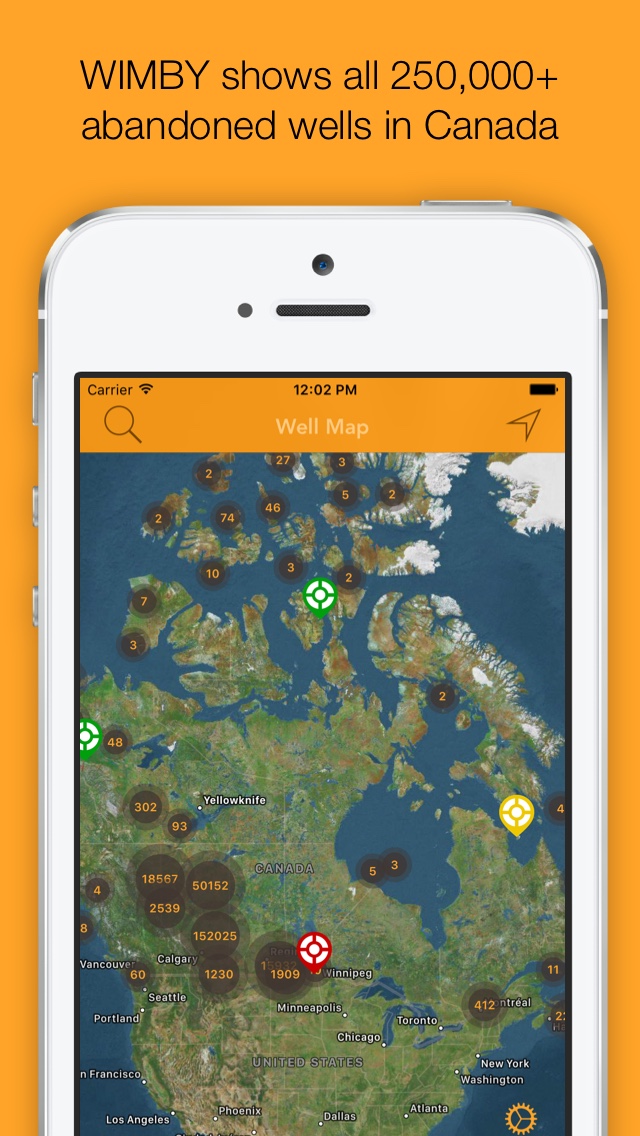 WIMBY shows all 250,000+
abandoned wells in Canada
Carrier 12:02 PM
Well Map
27
3
2
5
2
46
2
74
3
10
2
7
3
2
48
302
Yellowknife
93
4
CANADA
3
5
18567
4
50152
2539
8
152025
Calgary
Vancouver
60
1230
1909
Winnipeg
11
Seattle
412
ntréal
Minneapolis
Portland
Toronto
22
Chicago
UNITED STATES
New York
n Francisco
Washington
Phoenix
Atlanta
Los Angeles
Dallas